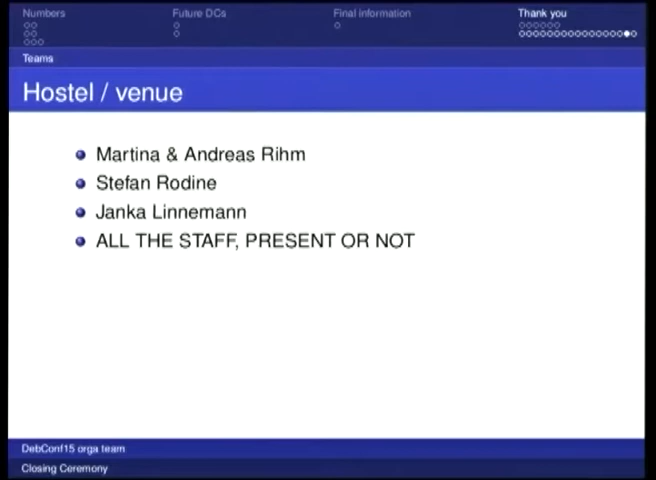 Numbers Future DCs Final information Thank you
Teams
Hostel / venue
Martina & Andreas Rihm
Stefan Rodine
Janka Linnemann
ALL THE STAFF, PRESENT OR NOT
DebConf15 orga team
Closing Ceremony